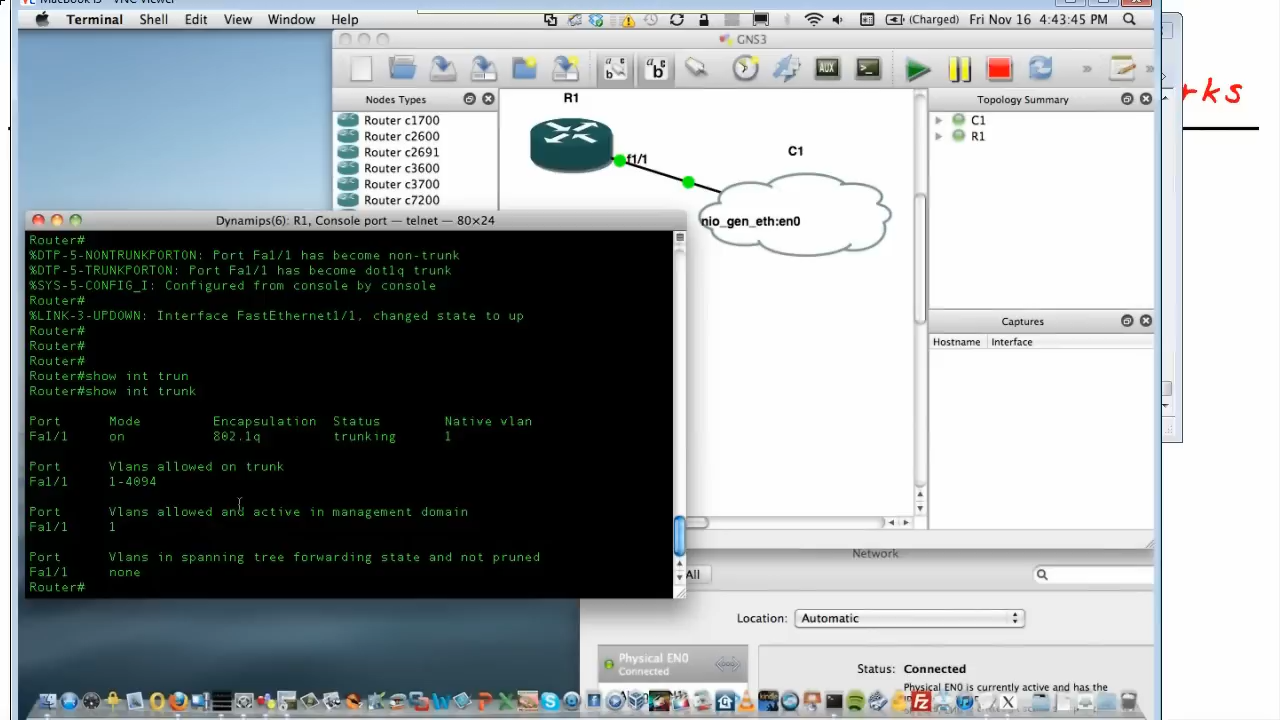 MacBook15 - VNC Viewer
Terminal Shell Edit View Window Help (Charged) Fri Nov 16 4:43:45 PM
GNS3
AUX
Nodes Types
Router c1700
Router c2600
Router c2691
Router c3600
Router c3700
Router c7200
R1
f1/1
C1
nio_gen_eth:en0
Topology Summary
C1
R1
Captures
Hostname Interface
rks
Dynamips(6): R1, Console port — telnet — 80×24
Router#
%DTP-5-NONTRUNKPORTON: Port Fa1/1 has become non-trunk
%DTP-5-TRUNKPORTON: Port Fa1/1 has become dot1q trunk
%SYS-5-CONFIG_I: Configured from console by console
Router#
%LINK-3-UPDOWN: Interface FastEthernet1/1, changed state to up
Router#
Router#
Router#
Router#show int trun
Router#show int trunk
Port Mode Encapsulation Status Native vlan
Fa1/1 on 802.1q trunking 1
Port Vlans allowed on trunk
Fa1/1 1-4094
Port Vlans allowed and active in management domain
Fa1/1 1
Port Vlans in spanning tree forwarding state and not pruned
Fa1/1 none
Router#
Network
All
Location: Automatic
Physical EN0
Connected
Status: Connected
Physical EN0 is currently active and has the